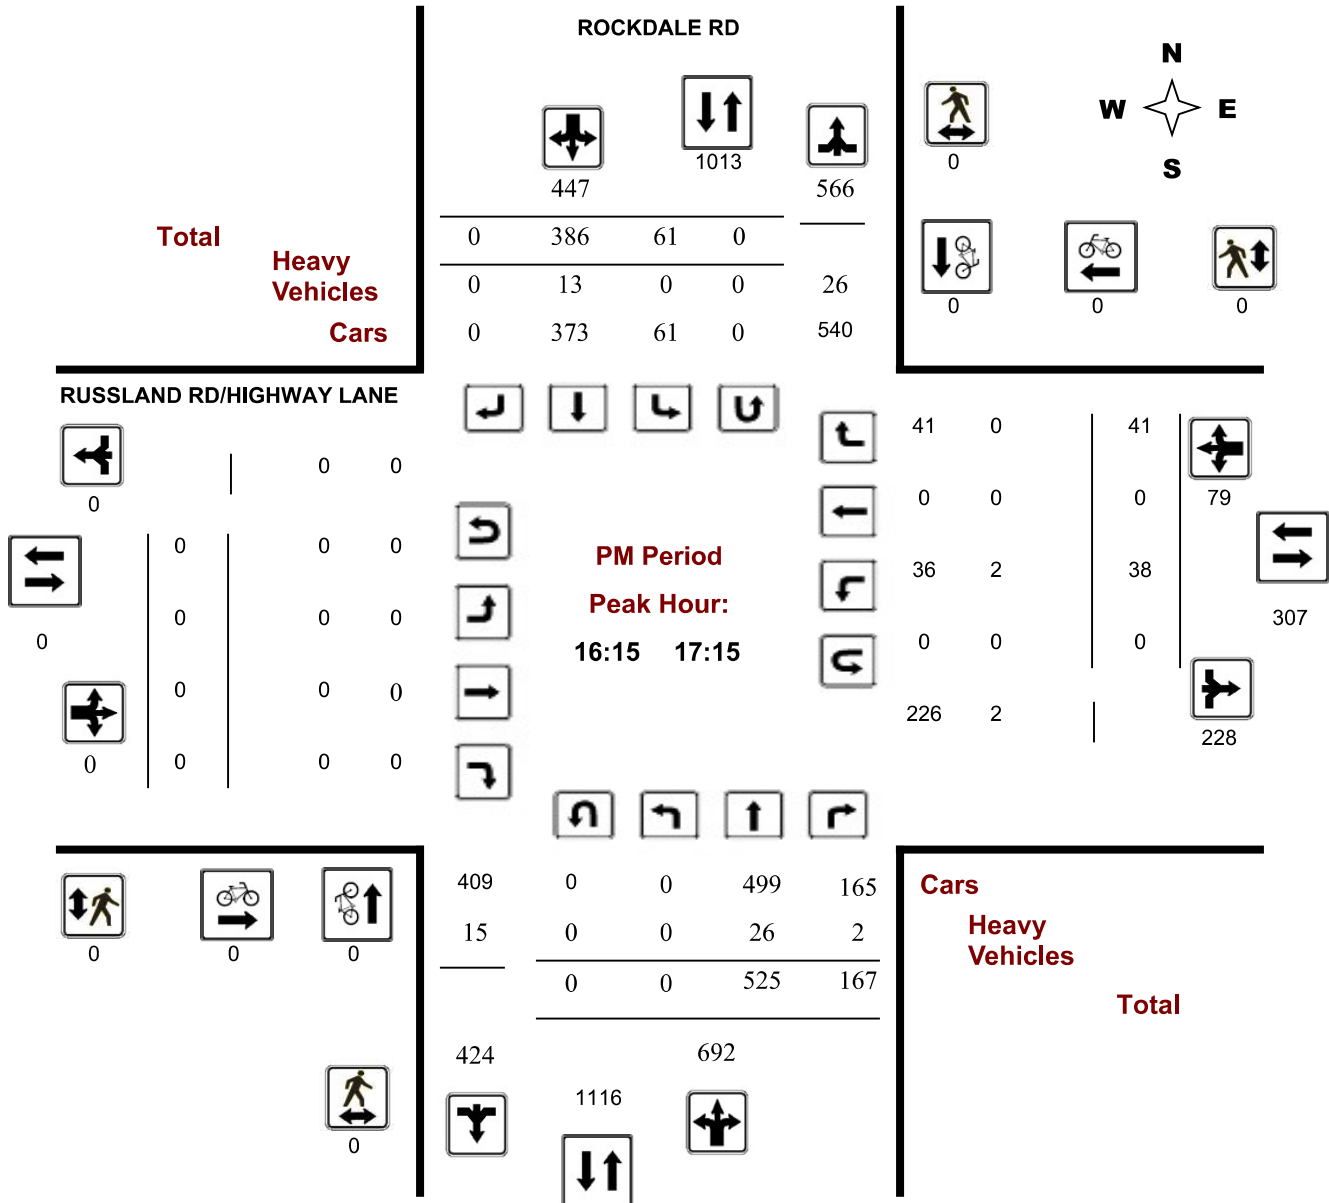 ROCKDALE RD
N
W E
S
1013
0
447 566
Total 0 386 61 0
Heavy
Vehicles 0 13 0 0 26
Cars 0 373 61 0 540
0 0 0
RUSSLAND RD/HIGHWAY LANE
41 0 41
0 0
0
0 0 0 79
0 0 0
PM Period
36 2 38
Peak Hour:
0 0 0
307
0
16:15 17:15
0 0 0
0 0 0
226 2
228
0 0 0 0
409 0 0 499 165 Cars
15 0 0 26 2 Heavy
Vehicles
0 0 0
0 0 525 167
Total
424 692
1116
0